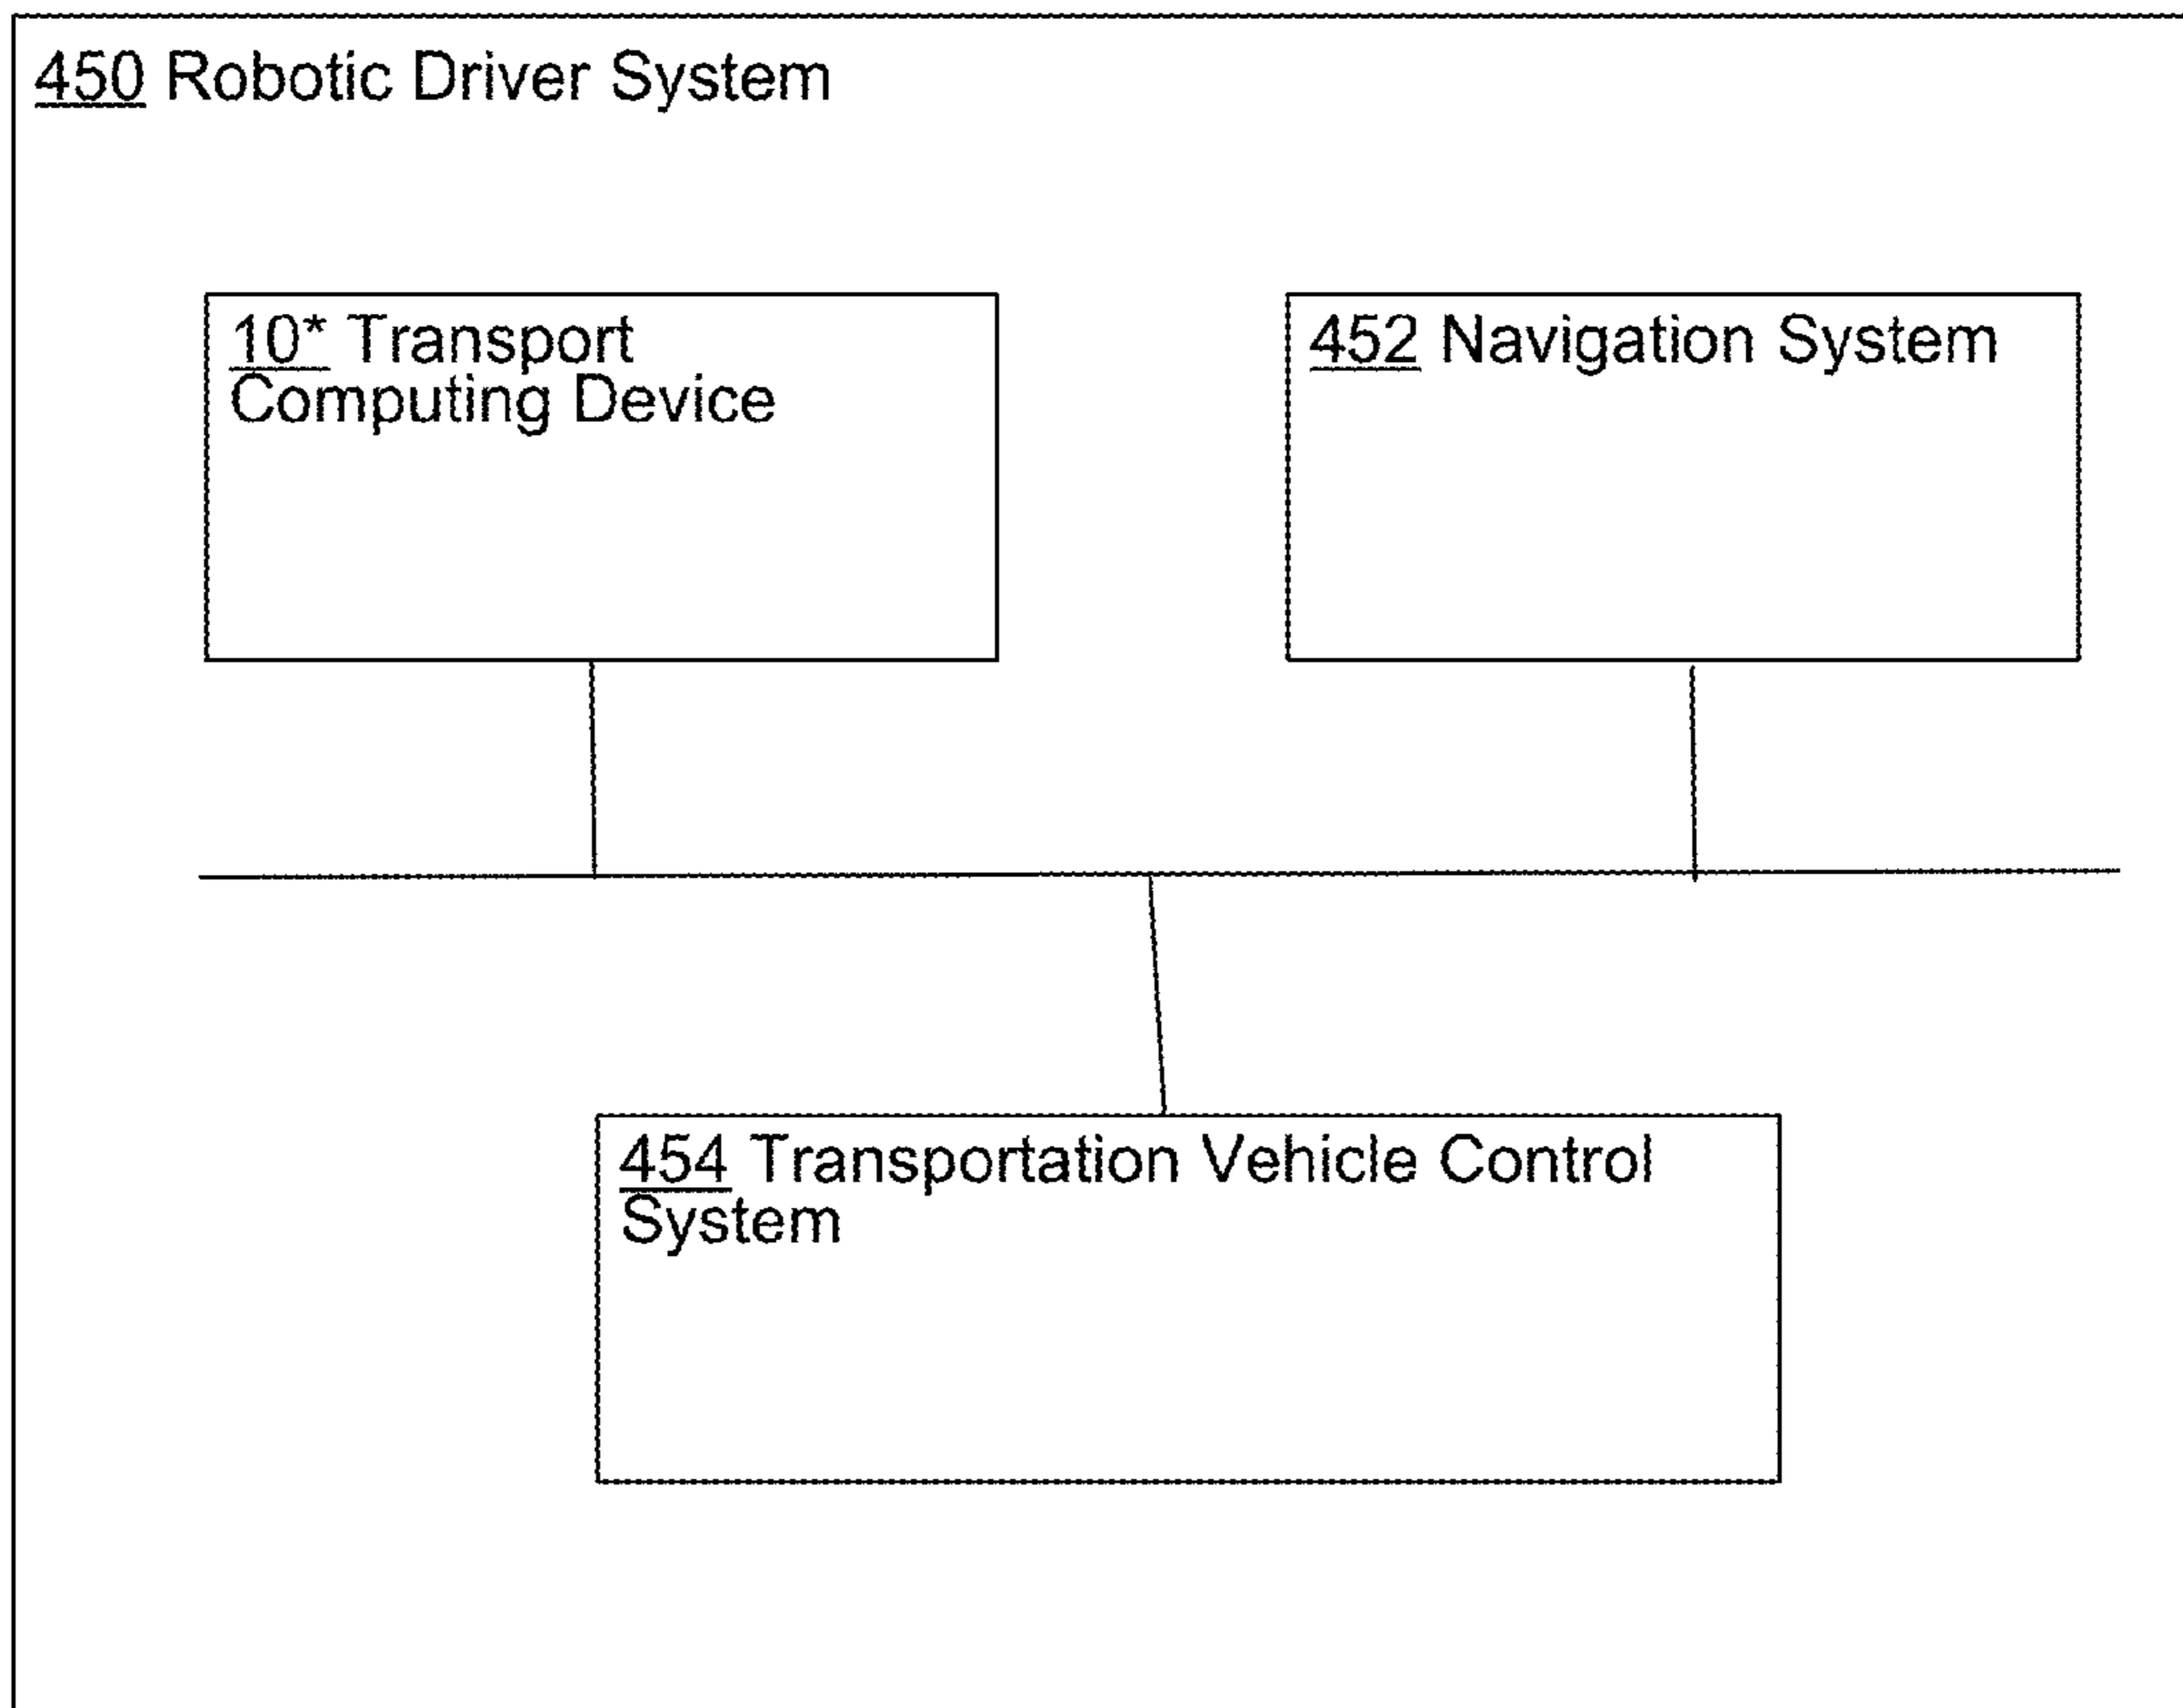 450 Robotic Driver System
10* Transport
Computing Device
452 Navigation System
454 Transportation Vehicle Control
System